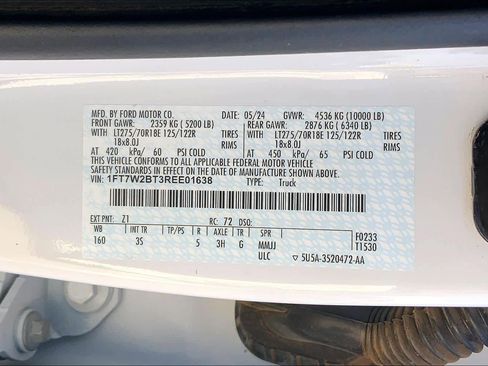 MFD. BY FORD MOTOR CO. 05/24 GVWR: 4536 KG (10000 LB)
FRONT GAWR: 2359 KG (5200 LB) REAR GAWR: 2876 KG (6340 LB)
WITH LT275/70R18E 125/122R TIRES WITH LT275/70R18E 125/122R TIRES
18x8.0J RIMS 18x8.0J RIMS
AT 420 kPa/ 60 PSI COLD AT 450 kPa/ 65 PSI COLD
THIS VEHICLE CONFORMS TO ALL APPLICABLE FEDERAL MOTOR VEHICLE
SAFETY STANDARDS IN EFFECT ON THE DATE OF MANUFACTURE SHOWN ABOVE.
VIN: 1FT7W2BT3REE01638 TYPE: Truck
EXT PNT: Z1 RC: 72 DSO:
WB INT TR TP/PS R AXLE TR SPR
160 3S 5 3H G MMJJ F0233
ULC T1530
▽ 5U5A-3520472-AA